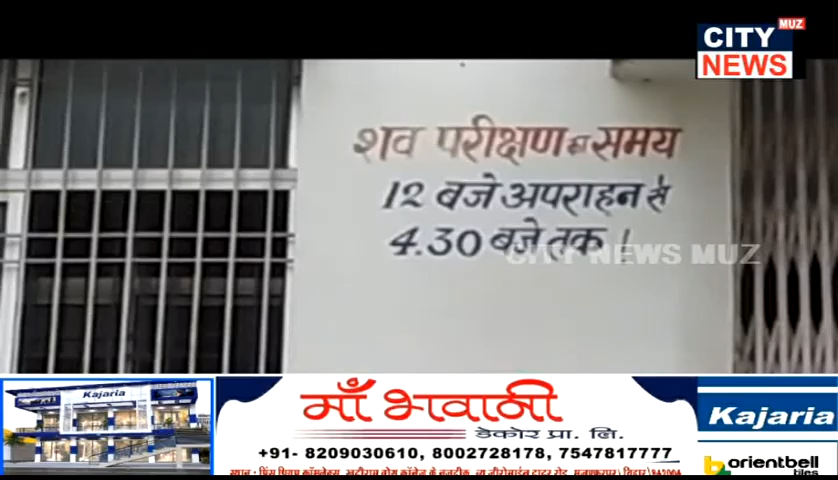 CITY MUZ
NEWS
शव परीक्षण का समय
12 बजे अपराहन से
4.30 बजे तक ।
CITY NEWS MUZ
Kajaria
माँ भवानी
डेकोर प्रा. लि.
+91- 8209030610, 8002728178, 7547817777
Kajaria
orientbell
tiles